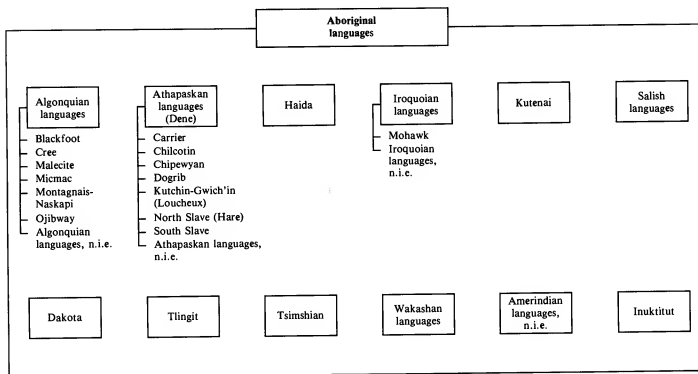 Aboriginal
languages
Algonquian
languages
Blackfoot
Cree
Malecite
Micmac
Montagnais-
Naskapi
Ojibway
Algonquian
languages, n.i.e.
Athapaskan
languages
(Dene)
Carrier
Chilcotin
Chipewyan
Dogrib
Kutchin-Gwich'in
(Loucheux)
North Slave (Hare)
South Slave
Athapaskan languages,
n.i.e.
Haida
Iroquoian
languages
Mohawk
Iroquoian
languages,
n.i.e.
Kutenai
Salish
languages
Dakota
Tlingit
Tsimshian
Wakashan
languages
Amerindian
languages,
n.i.e.
Inuktitut